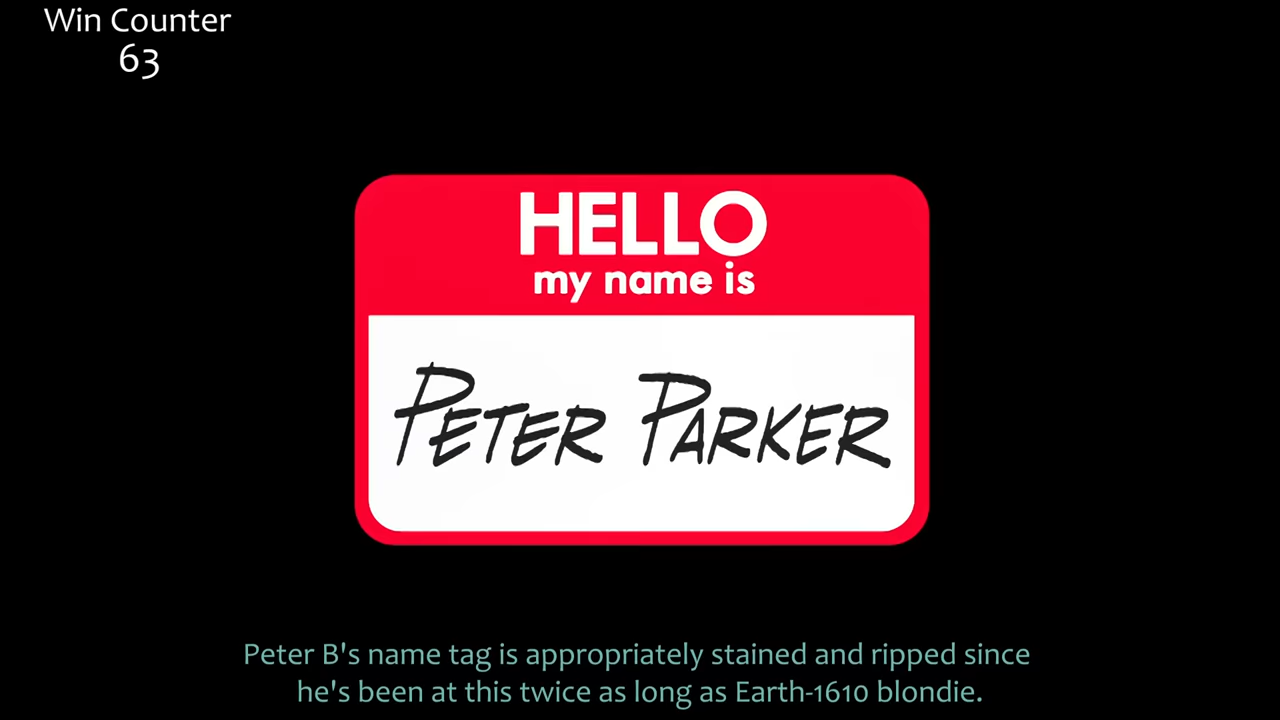 Win Counter
63
HELLO
my name is
PETER PARKER
Peter B's name tag is appropriately stained and ripped since
he's been at this twice as long as Earth-1610 blondie.